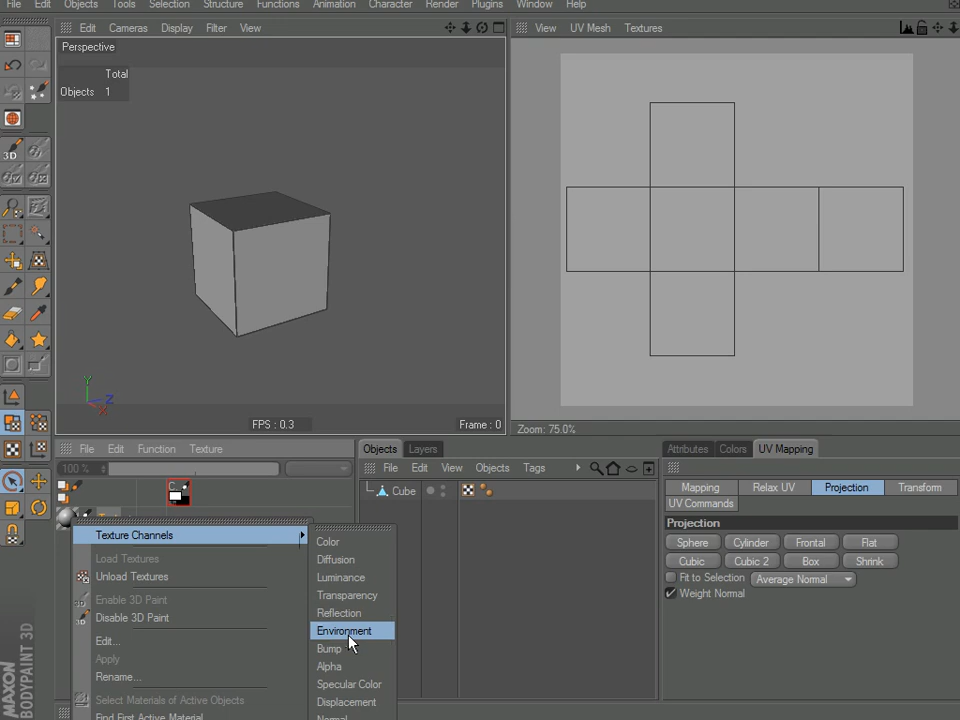 File Edit Objects Tools Selection Structure Functions Animation Character Render Plugins Window Help
Edit Cameras Display Filter View
View UV Mesh Textures
Perspective
Total
Objects 1
3D
FPS : 0.3
Frame : 0
Zoom: 75.0%
File Edit Function Texture
100 %
Objects Layers
File Edit View Objects Tags
Attributes Colors UV Mapping
C.
Cube
Mapping Relax UV Projection Transform
UV Commands
Projection
Sphere Cylinder Frontal Flat
Cubic Cubic 2 Box Shrink
Fit to Selection Average Normal
Weight Normal
Texture Channels
Load Textures
Unload Textures
Enable 3D Paint
Disable 3D Paint
Edit...
Apply
Rename...
Select Materials of Active Objects
Find First Active Material
Color
Diffusion
Luminance
Transparency
Reflection
Environment
Bump
Alpha
Specular Color
Displacement
Normal
MAXON
BODYPAINT 3D